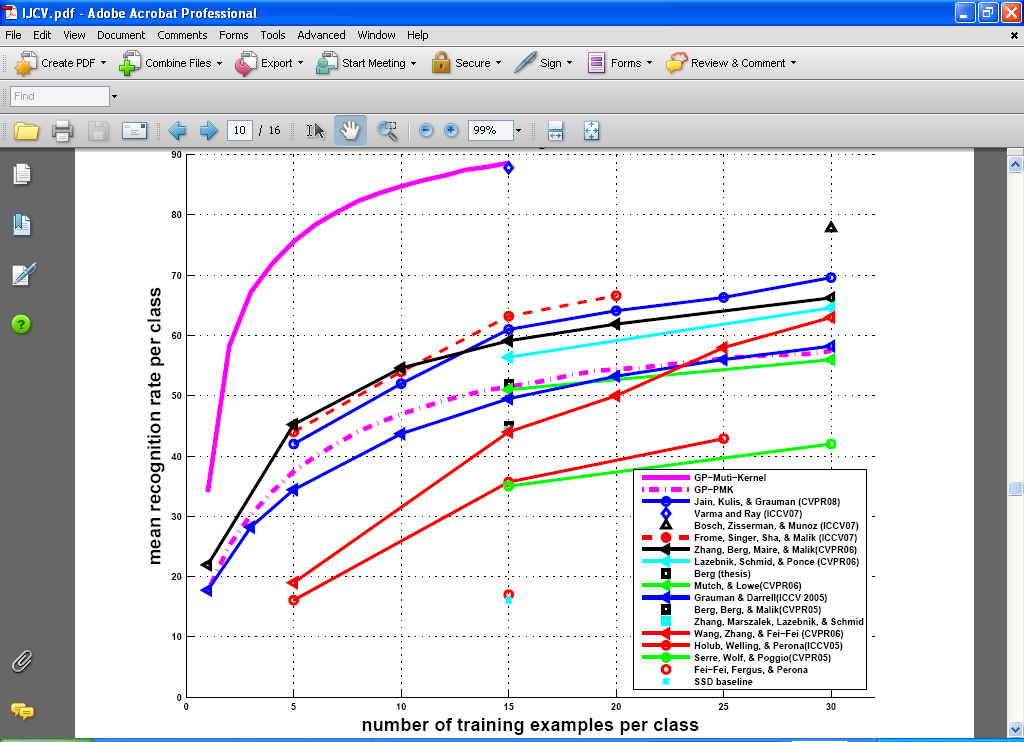 IJCV.pdf - Adobe Acrobat Professional
File Edit View Document Comments Forms Tools Advanced Window Help
Create PDF Combine Files Export Start Meeting Secure Sign Forms Review & Comment
Find
10 / 16 99%
90
80
70
60
50
40
30
20
10
0
mean recognition rate per class
GP-Muti-Kernel
GP-PMK
Jain, Kulis, & Grauman (CVPR08)
Varma and Ray (ICCV07)
Bosch, Zisserman, & Munoz (ICCV07)
Frome, Singer, Sha, & Malik (ICCV07)
Zhang, Berg, Maire, & Malik(CVPR06)
Lazebnik, Schmid, & Ponce (CVPR06)
Berg (thesis)
Mutch, & Lowe(CVPR06)
Grauman & Darrell(ICCV 2005)
Berg, Berg, & Malik(CVPR05)
Zhang, Marszalek, Lazebnik, & Schmid
Wang, Zhang, & Fei-Fei (CVPR06)
Holub, Welling, & Perona(ICCV05)
Serre, Wolf, & Poggio(CVPR05)
Fei-Fei, Fergus, & Perona
SSD baseline
0 5 10 15 20 25 30
number of training examples per class